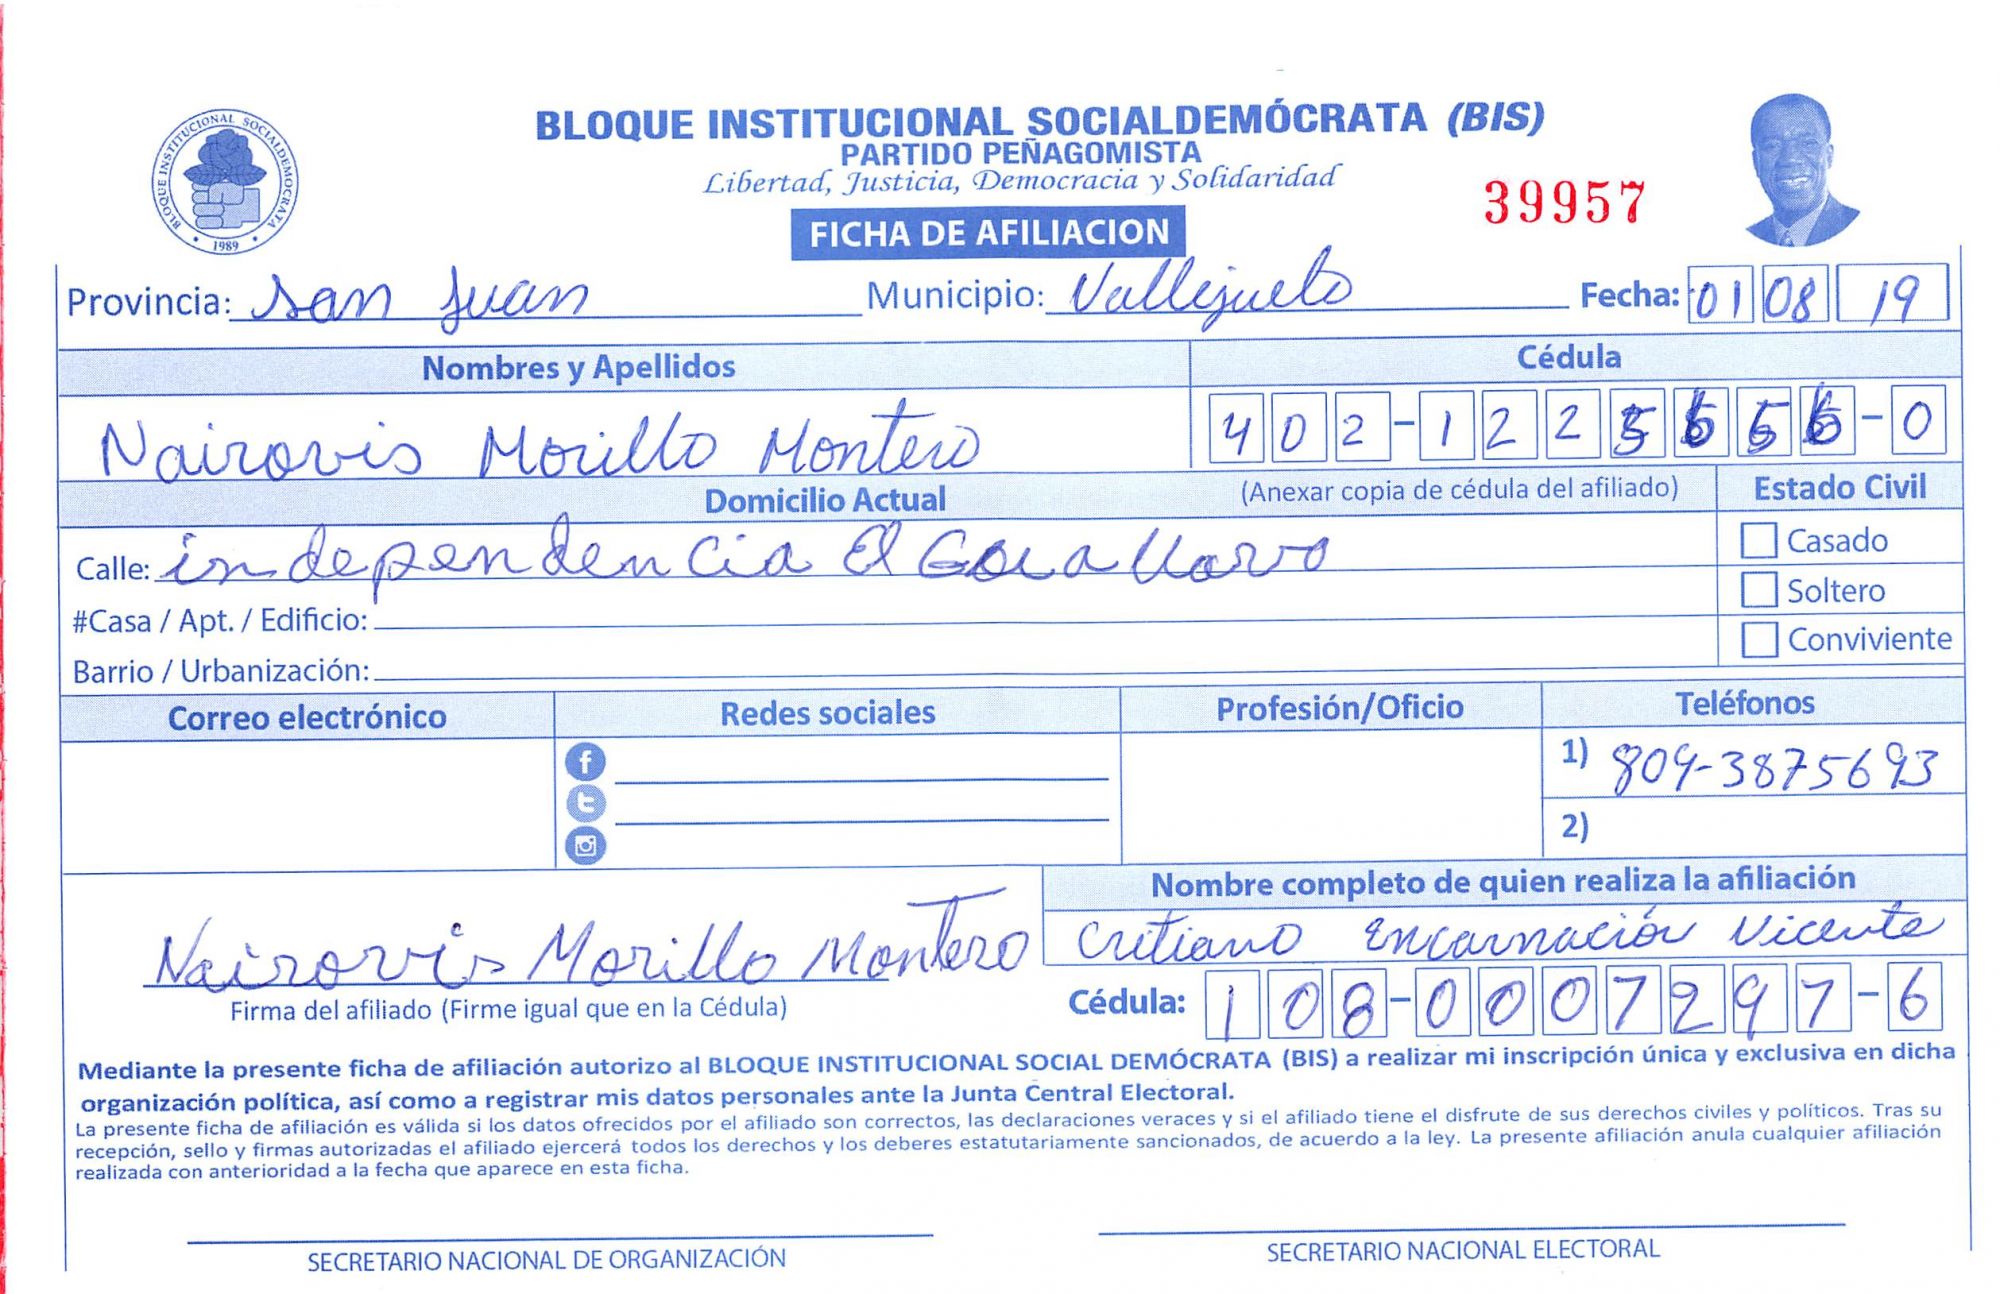 BLOQUE INSTITUCIONAL SOCIALDEMOCRATA
1989
BLOQUE INSTITUCIONAL SOCIALDEMÓCRATA (BIS)
PARTIDO PEÑAGOMISTA
Libertad, Justicia, Democracia y Solidaridad
39957
FICHA DE AFILIACION
Provincia: San Juan Municipio: Vallejuelo Fecha: 01 08 19
Nombres y Apellidos Cédula
Nairovis Morillo Montero 402-122 -0
Domicilio Actual (Anexar copia de cédula del afiliado) Estado Civil
Calle: independencia El
Casado
Soltero
#Casa / Apt. / Edificio:
Conviviente
Barrio / Urbanización:
Correo electrónico Redes sociales Profesión/Oficio Teléfonos
1) 809-3875693
2)
Nombre completo de quien realiza la afiliación
Cretiano Encarnación Vicente
Nairovis Morillo Montero
Firma del afiliado (Firme igual que en la Cédula) Cédula: 108-0007297-6
Mediante la presente ficha de afiliación autorizo al BLOQUE INSTITUCIONAL SOCIAL DEMÓCRATA (BIS) a realizar mi inscripción única y exclusiva en dicha
organización política, así como a registrar mis datos personales ante la Junta Central Electoral.
La presente ficha de afiliación es válida si los datos ofrecidos por el afiliado son correctos, las declaraciones veraces y si el afiliado tiene el disfrute de sus derechos civiles y políticos. Tras su
recepción, sello y firmas autorizadas el afiliado ejercerá todos los derechos y los deberes estatutariamente sancionados, de acuerdo a la ley. La presente afiliación anula cualquier afiliación
realizada con anterioridad a la fecha que aparece en esta ficha.
SECRETARIO NACIONAL DE ORGANIZACIÓN SECRETARIO NACIONAL ELECTORAL